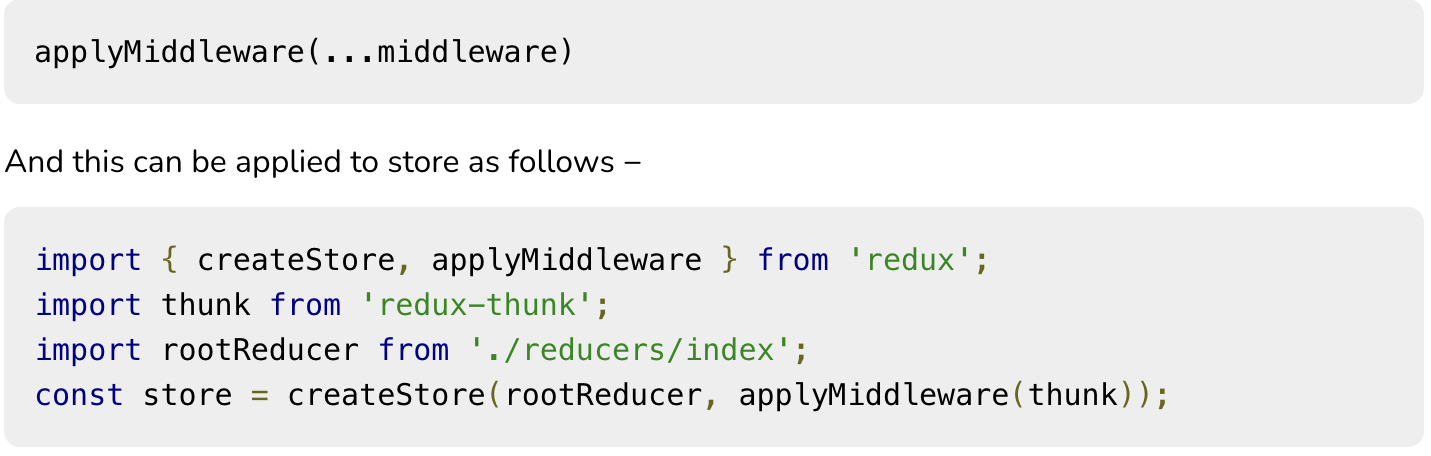 applyMiddleware(...middleware)
And this can be applied to store as follows −
import { createStore, applyMiddleware } from 'redux';
import thunk from 'redux-thunk';
import rootReducer from './reducers/index';
const store = createStore(rootReducer, applyMiddleware(thunk));